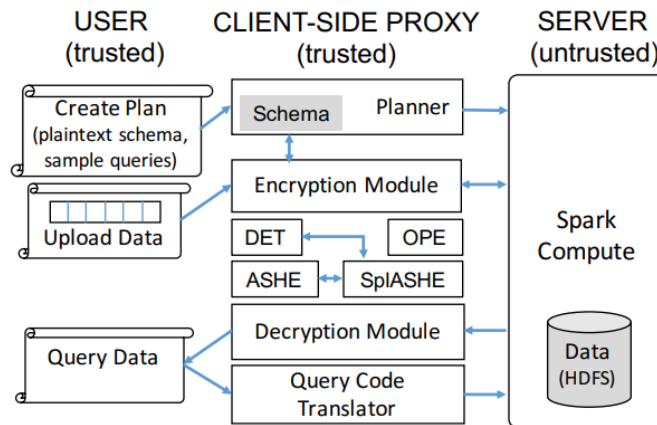 USER
(trusted)
CLIENT-SIDE PROXY
(trusted)
SERVER
(untrusted)
Create Plan
(plaintext schema,
sample queries)
Schema
Planner
Encryption Module
Upload Data
DET
OPE
ASHE
SplASHE
Spark
Compute
Decryption Module
Query Data
Query Code
Translator
Data
(HDFS)